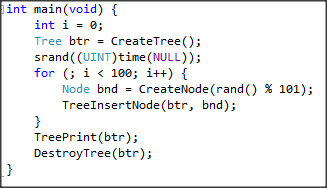 int main(void) {
int i = 0;
Tree btr = CreateTree();
srand((UINT)time(NULL));
for (; i < 100; i++) {
Node bnd = CreateNode(rand() % 101);
TreeInsertNode(btr, bnd);
}
TreePrint(btr);
DestroyTree(btr);
}